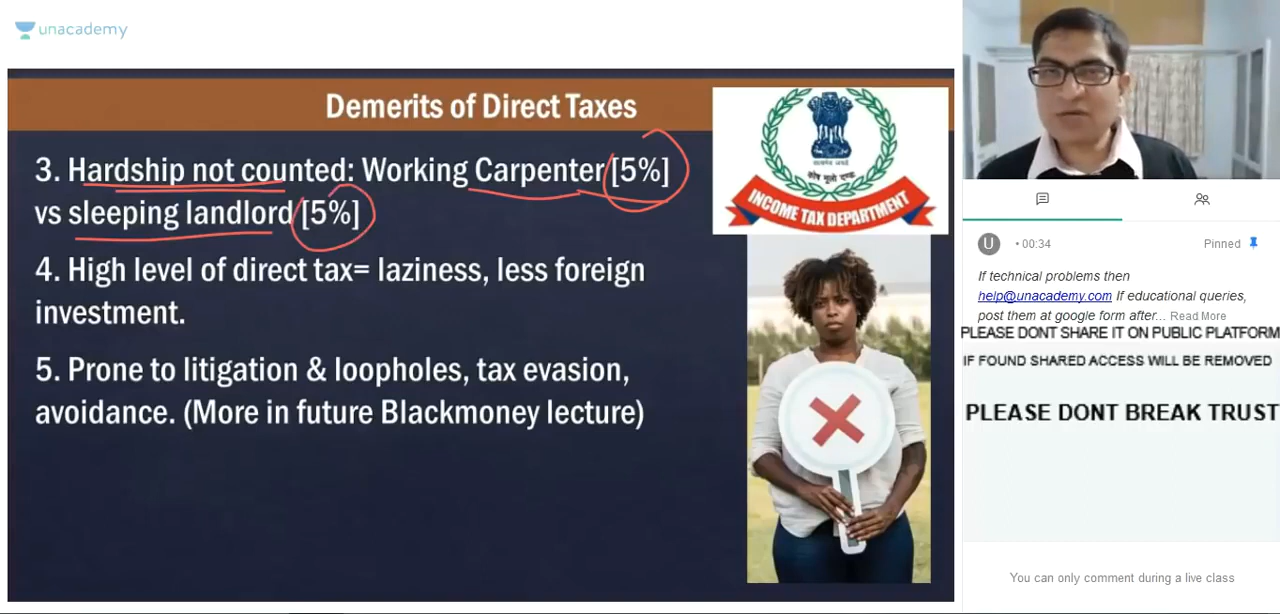 unacademy
Demerits of Direct Taxes
3. Hardship not counted: Working Carpenter [5%]
vs sleeping landlord [5%]
4. High level of direct tax= laziness, less foreign
investment.
5. Prone to litigation & loopholes, tax evasion,
avoidance. (More in future Blackmoney lecture)
INCOME TAX DEPARTMENT
U • 00:34 Pinned
If technical problems then
help@unacademy.com If educational queries,
post them at google form after... Read More
PLEASE DONT SHARE IT ON PUBLIC PLATFORM
IF FOUND SHARED ACCESS WILL BE REMOVED
PLEASE DONT BREAK TRUST
You can only comment during a live class